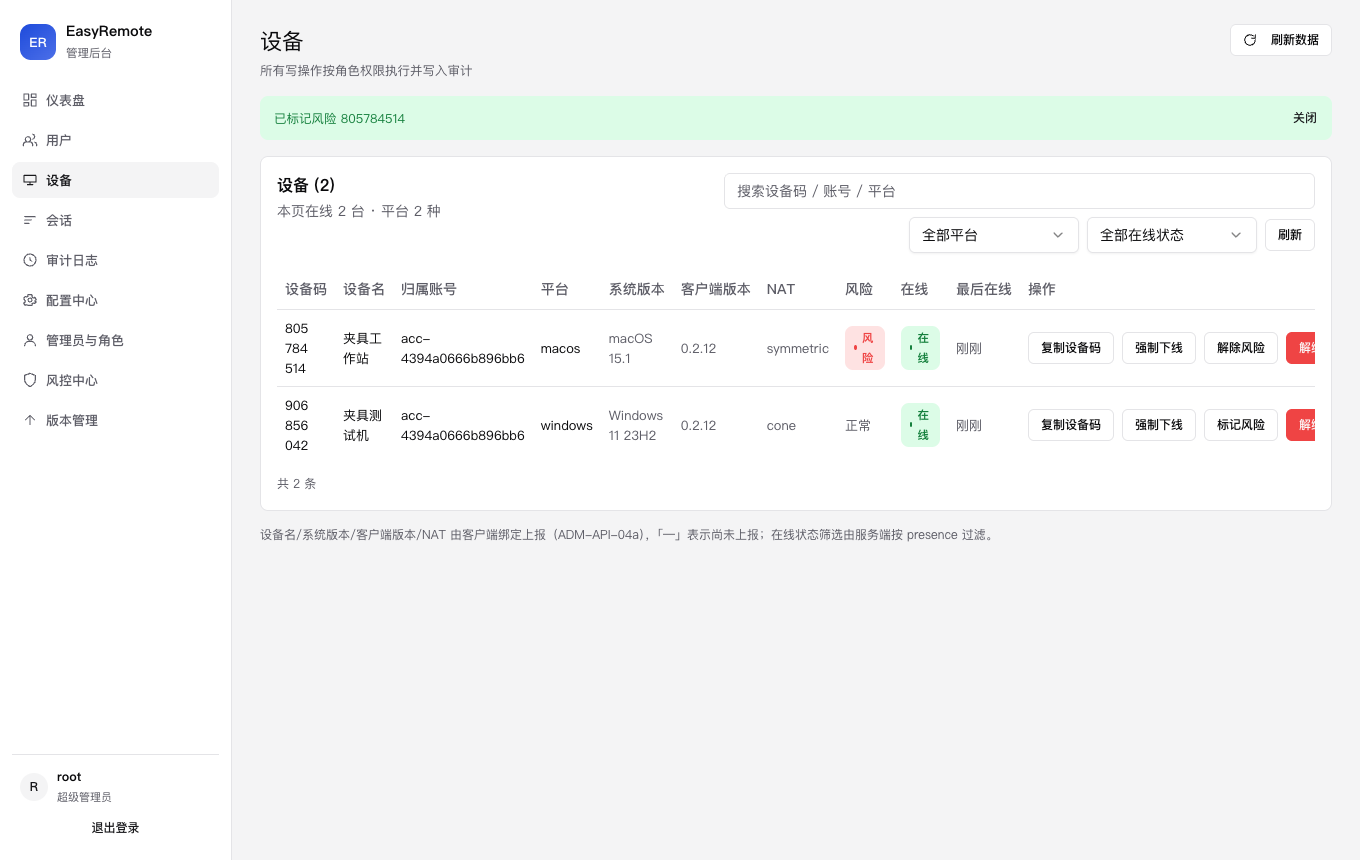 ER
EasyRemote
管理后台
仪表盘
用户
设备
会话
审计日志
配置中心
管理员与角色
风控中心
版本管理
R
root
超级管理员
退出登录
设备
刷新数据
所有写操作按角色权限执行并写入审计
已标记风险 805784514
关闭
设备 (2)
本页在线 2 台 · 平台 2 种
搜索设备码 / 账号 / 平台
全部平台
全部在线状态
刷新
设备码 设备名 归属账号 平台 系统版本 客户端版本 NAT 风险 在线 最后在线 操作
805
784
514
夹具工
作站
acc-
4394a0666b896bb6
macos
macOS
15.1
0.2.12
symmetric
风
险
在
线
刚刚
复制设备码
强制下线
解除风险
解
906
856
042
夹具测
试机
acc-
4394a0666b896bb6
windows
Windows
11 23H2
0.2.12
cone
正常
在
线
刚刚
复制设备码
强制下线
标记风险
解
共 2 条
设备名/系统版本/客户端版本/NAT 由客户端绑定上报（ADM-API-04a），「—」表示尚未上报；在线状态筛选由服务端按 presence 过滤。